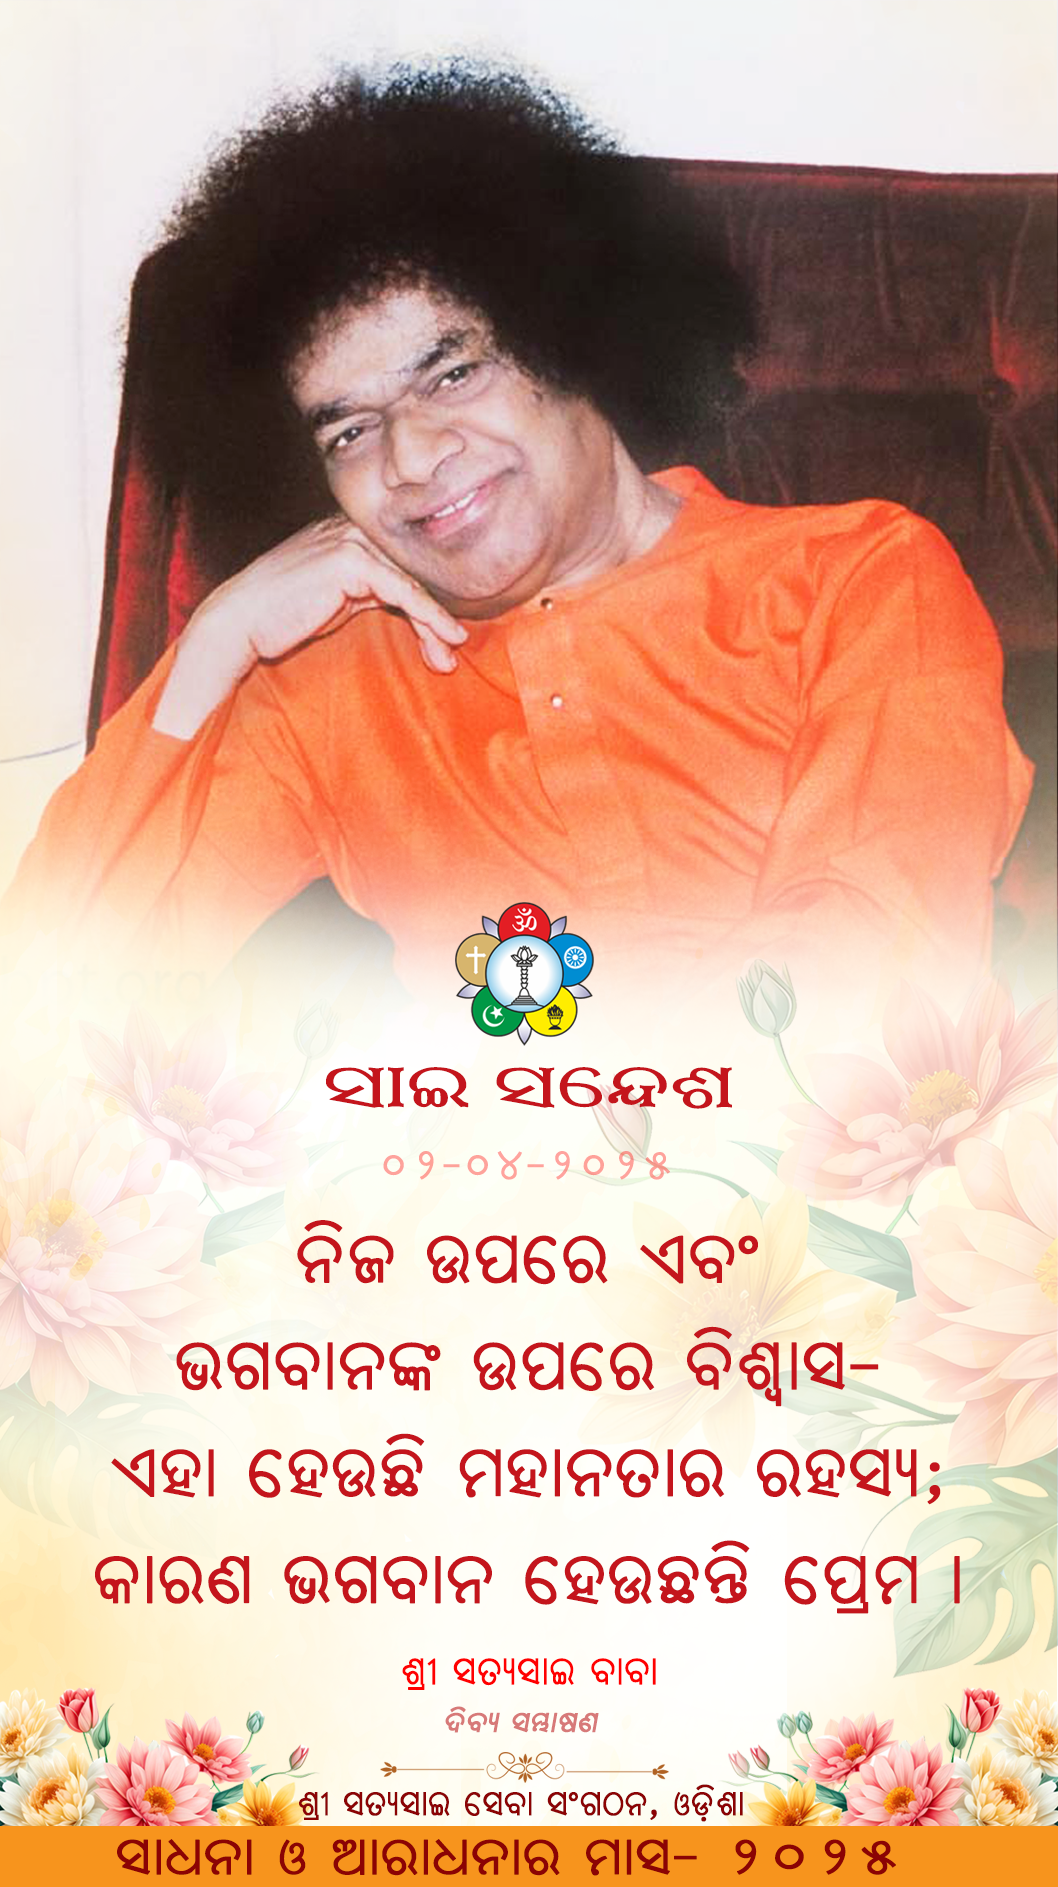 ॐ
ସାଇ ସନ୍ଦେଶ
୦୨-୦୪-୨୦୨୫
ନିଜ ଉପରେ ଏବଂ
ଭଗବାନଙ୍କ ଉପରେ ବିଶ୍ୱାସ-
ଏହା ହେଉଛି ମହାନତାର ରହସ୍ୟ;
କାରଣ ଭଗବାନ ହେଉଛନ୍ତି ପ୍ରେମ ।
ଶ୍ରୀ ସତ୍ୟସାଇ ବାବା
ଦିବ୍ୟ ସମ୍ଭାଷଣ
ଶ୍ରୀ ସତ୍ୟସାଇ ସେବା ସଂଗଠନ, ଓଡ଼ିଶା
ସାଧନା ଓ ଆରାଧନାର ମାସ- ୨୦୨୫